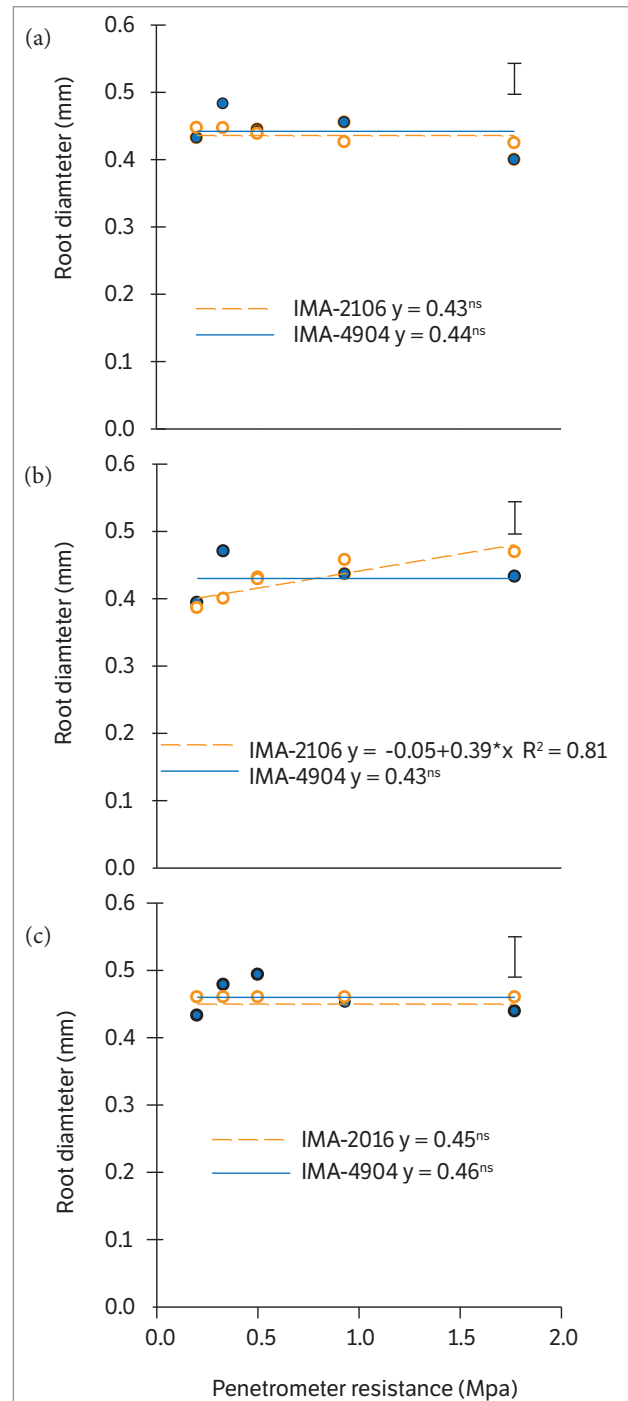 (a)
0.6
0.5
0.4
0.3
0.2
0.1
0.0
Root diamteter (mm)
IMA-2106 y = 0.43ns
IMA-4904 y = 0.44ns
(b)
0.6
0.5
0.4
0.3
0.2
0.1
0.0
Root diamteter (mm)
IMA-2106 y = -0.05+0.39*x R² = 0.81
IMA-4904 y = 0.43ns
(c)
0.6
0.5
0.4
0.3
0.2
0.1
0.0
Root diamteter (mm)
IMA-2016 y = 0.45ns
IMA-4904 y = 0.46ns
0.0 0.5 1.0 1.5 2.0
Penetrometer resistance (Mpa)